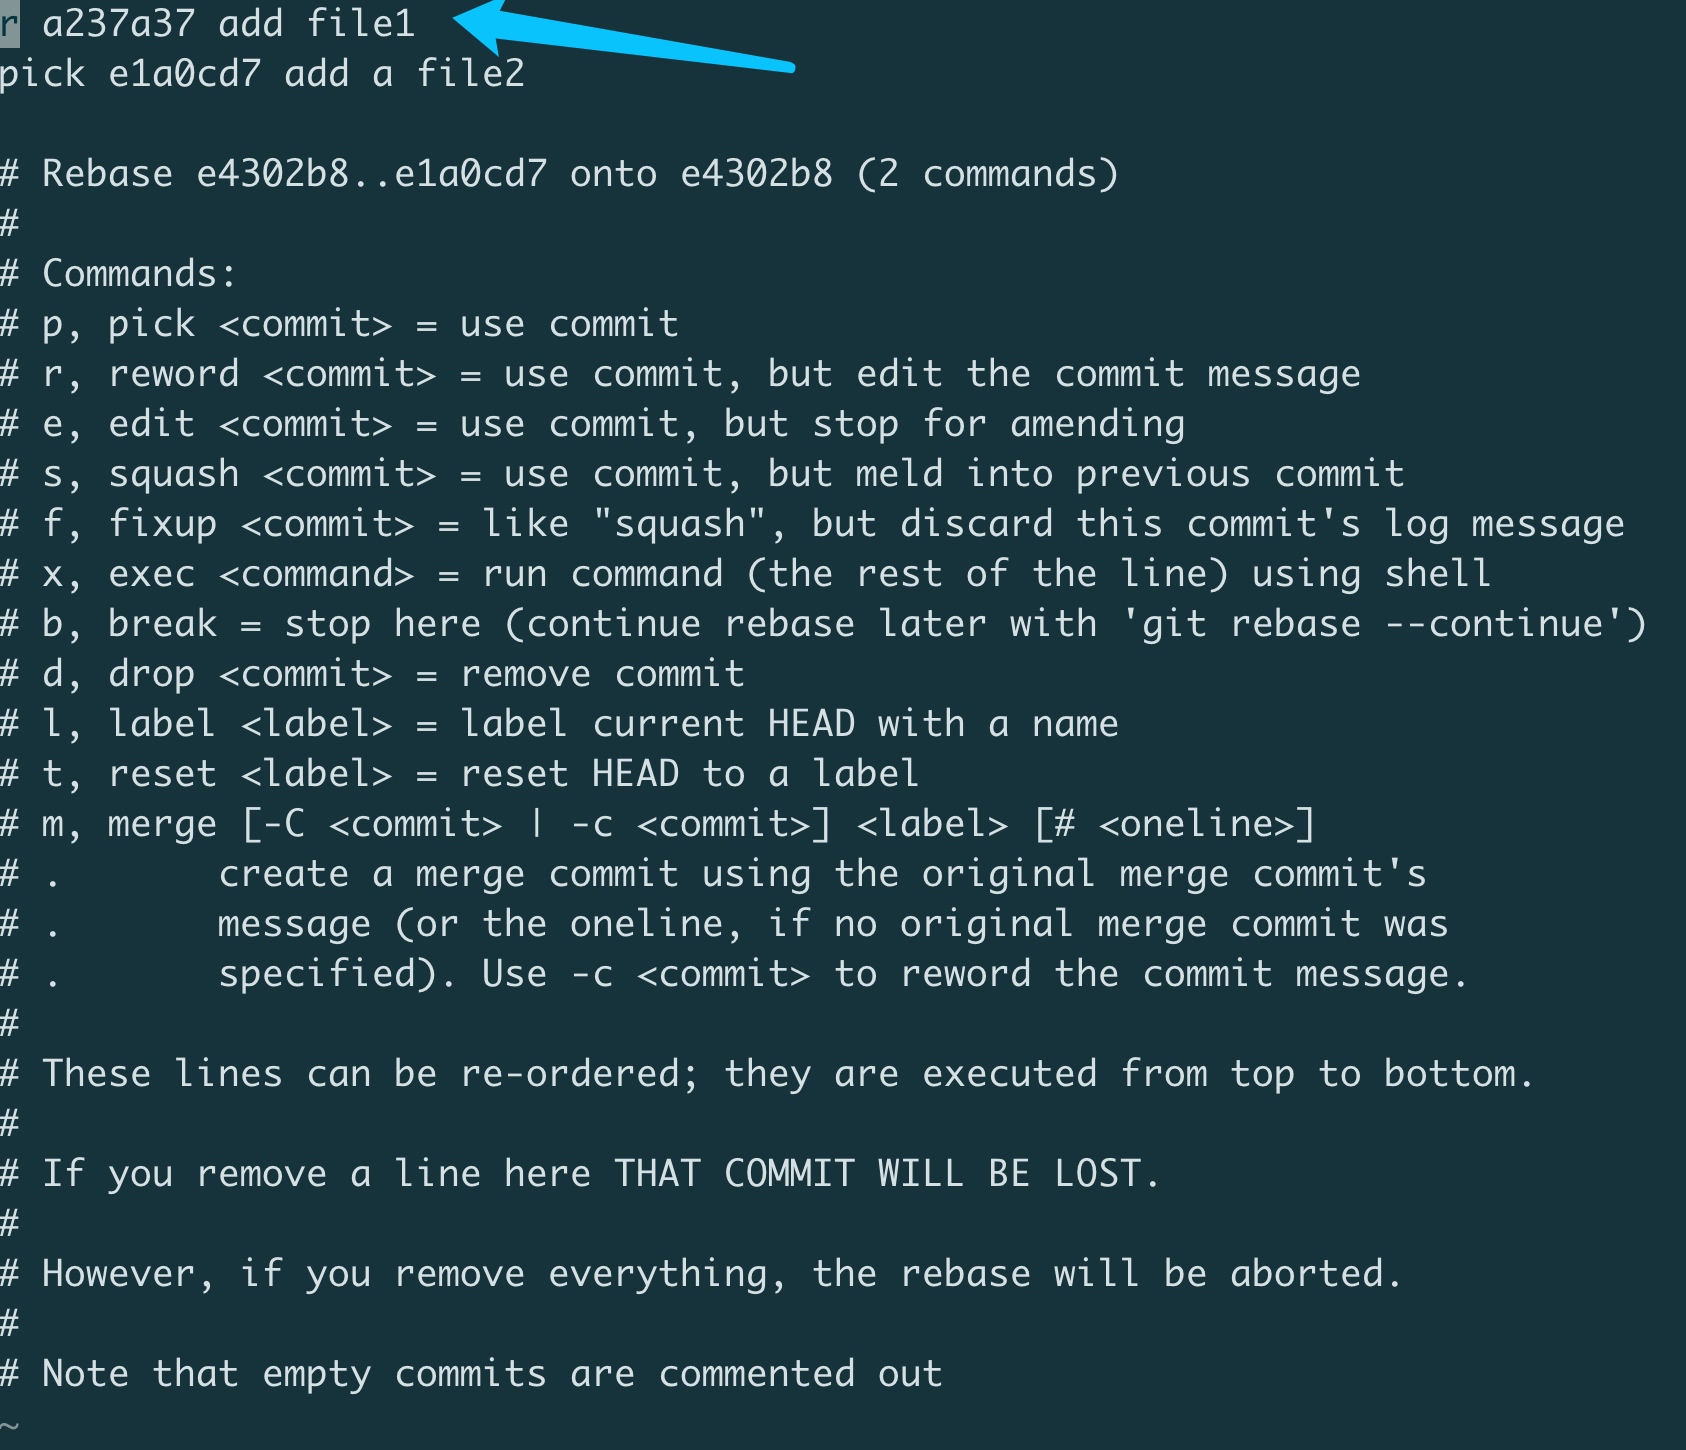 r a237a37 add file1
pick e1a0cd7 add a file2
# Rebase e4302b8..e1a0cd7 onto e4302b8 (2 commands)
#
# Commands:
# p, pick <commit> = use commit
# r, reword <commit> = use commit, but edit the commit message
# e, edit <commit> = use commit, but stop for amending
# s, squash <commit> = use commit, but meld into previous commit
# f, fixup <commit> = like "squash", but discard this commit's log message
# x, exec <command> = run command (the rest of the line) using shell
# b, break = stop here (continue rebase later with 'git rebase --continue')
# d, drop <commit> = remove commit
# l, label <label> = label current HEAD with a name
# t, reset <label> = reset HEAD to a label
# m, merge [-C <commit> | -c <commit>] <label> [# <oneline>]
# .       create a merge commit using the original merge commit's
# .       message (or the oneline, if no original merge commit was
# .       specified). Use -c <commit> to reword the commit message.
#
# These lines can be re-ordered; they are executed from top to bottom.
#
# If you remove a line here THAT COMMIT WILL BE LOST.
#
# However, if you remove everything, the rebase will be aborted.
#
# Note that empty commits are commented out
~